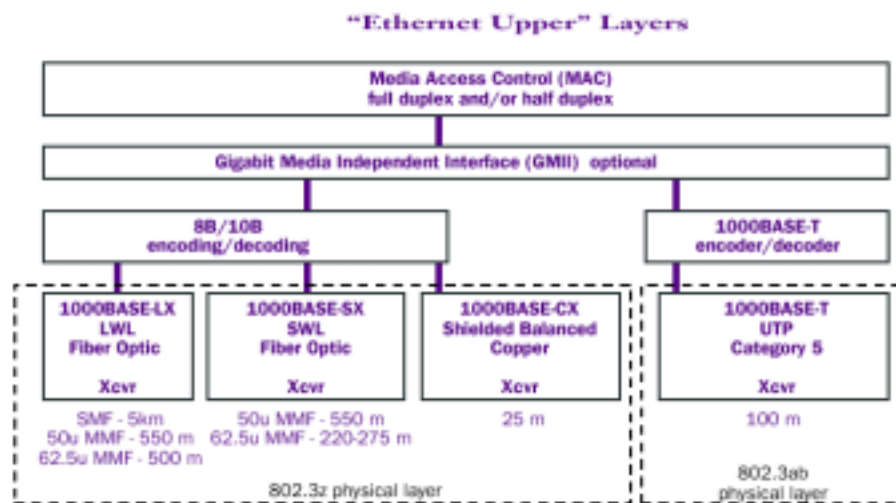 “Ethernet Upper” Layers
Media Access Control (MAC)
full duplex and/or half duplex
Gigabit Media Independent Interface (GMII) optional
8B/10B
encoding/decoding
1000BASE-T
encoder/decoder
1000BASE-LX
LWL
Fiber Optic
Xcvr
1000BASE-SX
SWL
Fiber Optic
Xcvr
1000BASE-CX
Shielded Balanced
Copper
Xcvr
1000BASE-T
UTP
Category 5
Xcvr
SMF - 5km
50u MMF - 550 m
62.5u MMF - 500 m
50u MMF - 550 m
62.5u MMF - 220-275 m
25 m
100 m
802.3z physical layer
802.3ab
physical layer